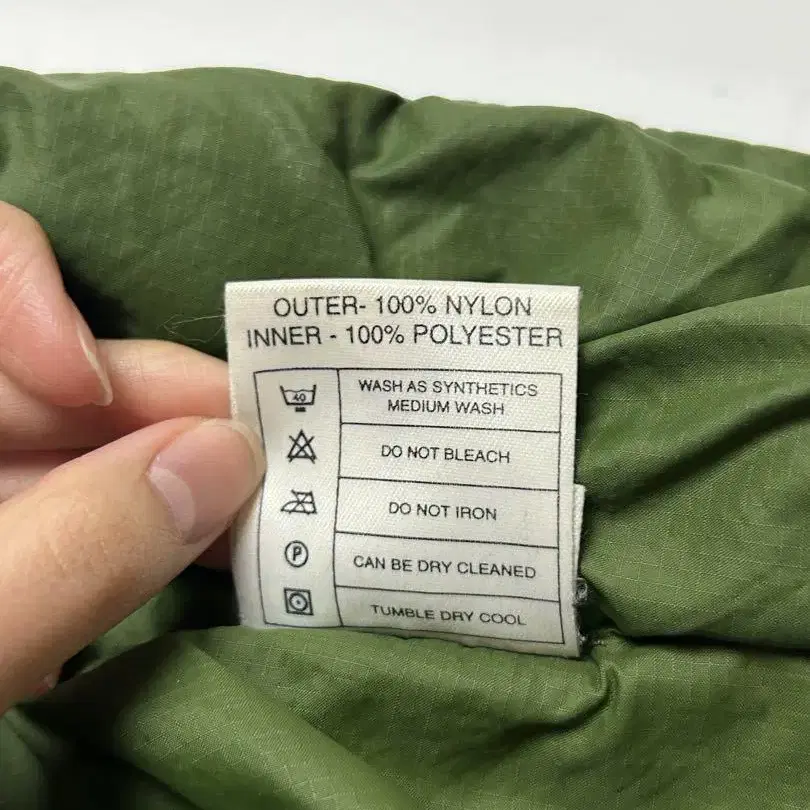 OUTER- 100% NYLON
INNER - 100% POLYESTER
40
WASH AS SYNTHETICS
MEDIUM WASH
DO NOT BLEACH
DO NOT IRON
P
CAN BE DRY CLEANED
TUMBLE DRY COOL